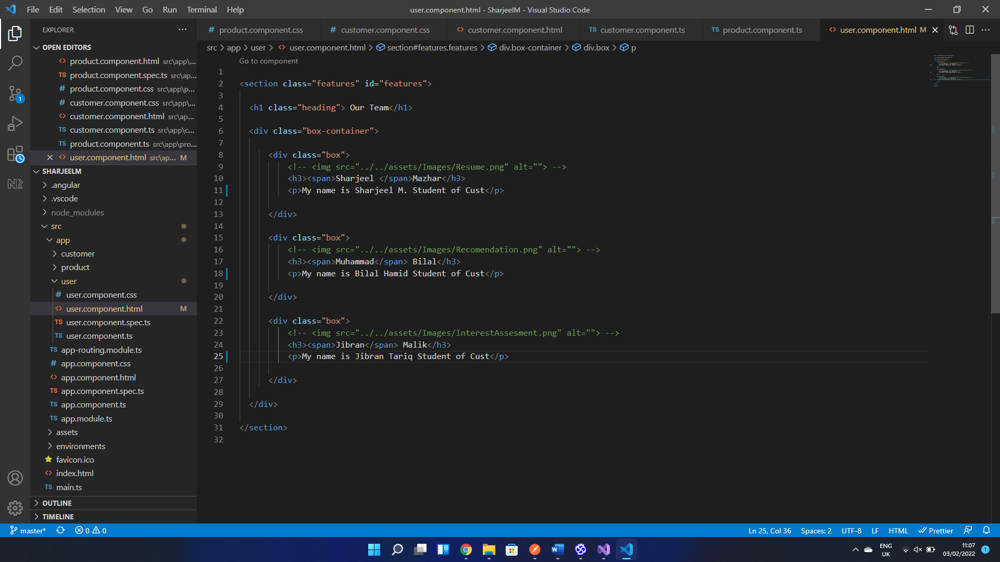 File Edit Selection View Go Run Terminal Help
user.component.html - SharjeelM - Visual Studio Code
EXPLORER
product.component.css
customer.component.css
customer.component.html
TS customer.component.ts
TS product.component.ts
user.component.html M
src > app > user > user.component.html > section#features.features > div.box-container > div.box > p
OPEN EDITORS
product.component.html src\app\...
TS product.component.spec.ts src\ap...
# product.component.css src\app\p...
# customer.component.css src\app\...
customer.component.html src\ap...
TS customer.component.ts src\app\c...
TS product.component.ts src\app\pro...
user.component.html src\ap... M
SHARJEELM
.angular
.vscode
node_modules
src
app
customer
product
user
# user.component.css
user.component.html M
TS user.component.spec.ts
TS user.component.ts
TS app-routing.module.ts
# app.component.css
app.component.html
TS app.component.spec.ts
TS app.component.ts
TS app.module.ts
assets
environments
favicon.ico
index.html
TS main.ts
OUTLINE
TIMELINE
Go to component
1
2 <section class="features" id="features">
3
4 <h1 class="heading"> Our Team</h1>
5
6 <div class="box-container">
7
8 <div class="box">
9 <!-- <img src="../../assets/Images/Resume.png" alt=""> -->
10 <h3><span>Sharjeel </span>Mazhar</h3>
11 <p>My name is Sharjeel M. Student of Cust</p>
12
13 </div>
14
15 <div class="box">
16 <!-- <img src="../../assets/Images/Recomendation.png" alt=""> -->
17 <h3><span>Muhammad</span> Bilal</h3>
18 <p>My name is Bilal Hamid Student of Cust</p>
19
20 </div>
21
22 <div class="box">
23 <!-- <img src="../../assets/Images/InterestAssesment.png" alt=""> -->
24 <h3><span>Jibran</span> Malik</h3>
25 <p>My name is Jibran Tariq Student of Cust</p>
26
27 </div>
28
29 </div>
30
31 </section>
32
master* 0 0
Ln 25, Col 36 Spaces: 2 UTF-8 LF HTML Prettier
ENG
UK
11:07
03/02/2022
1